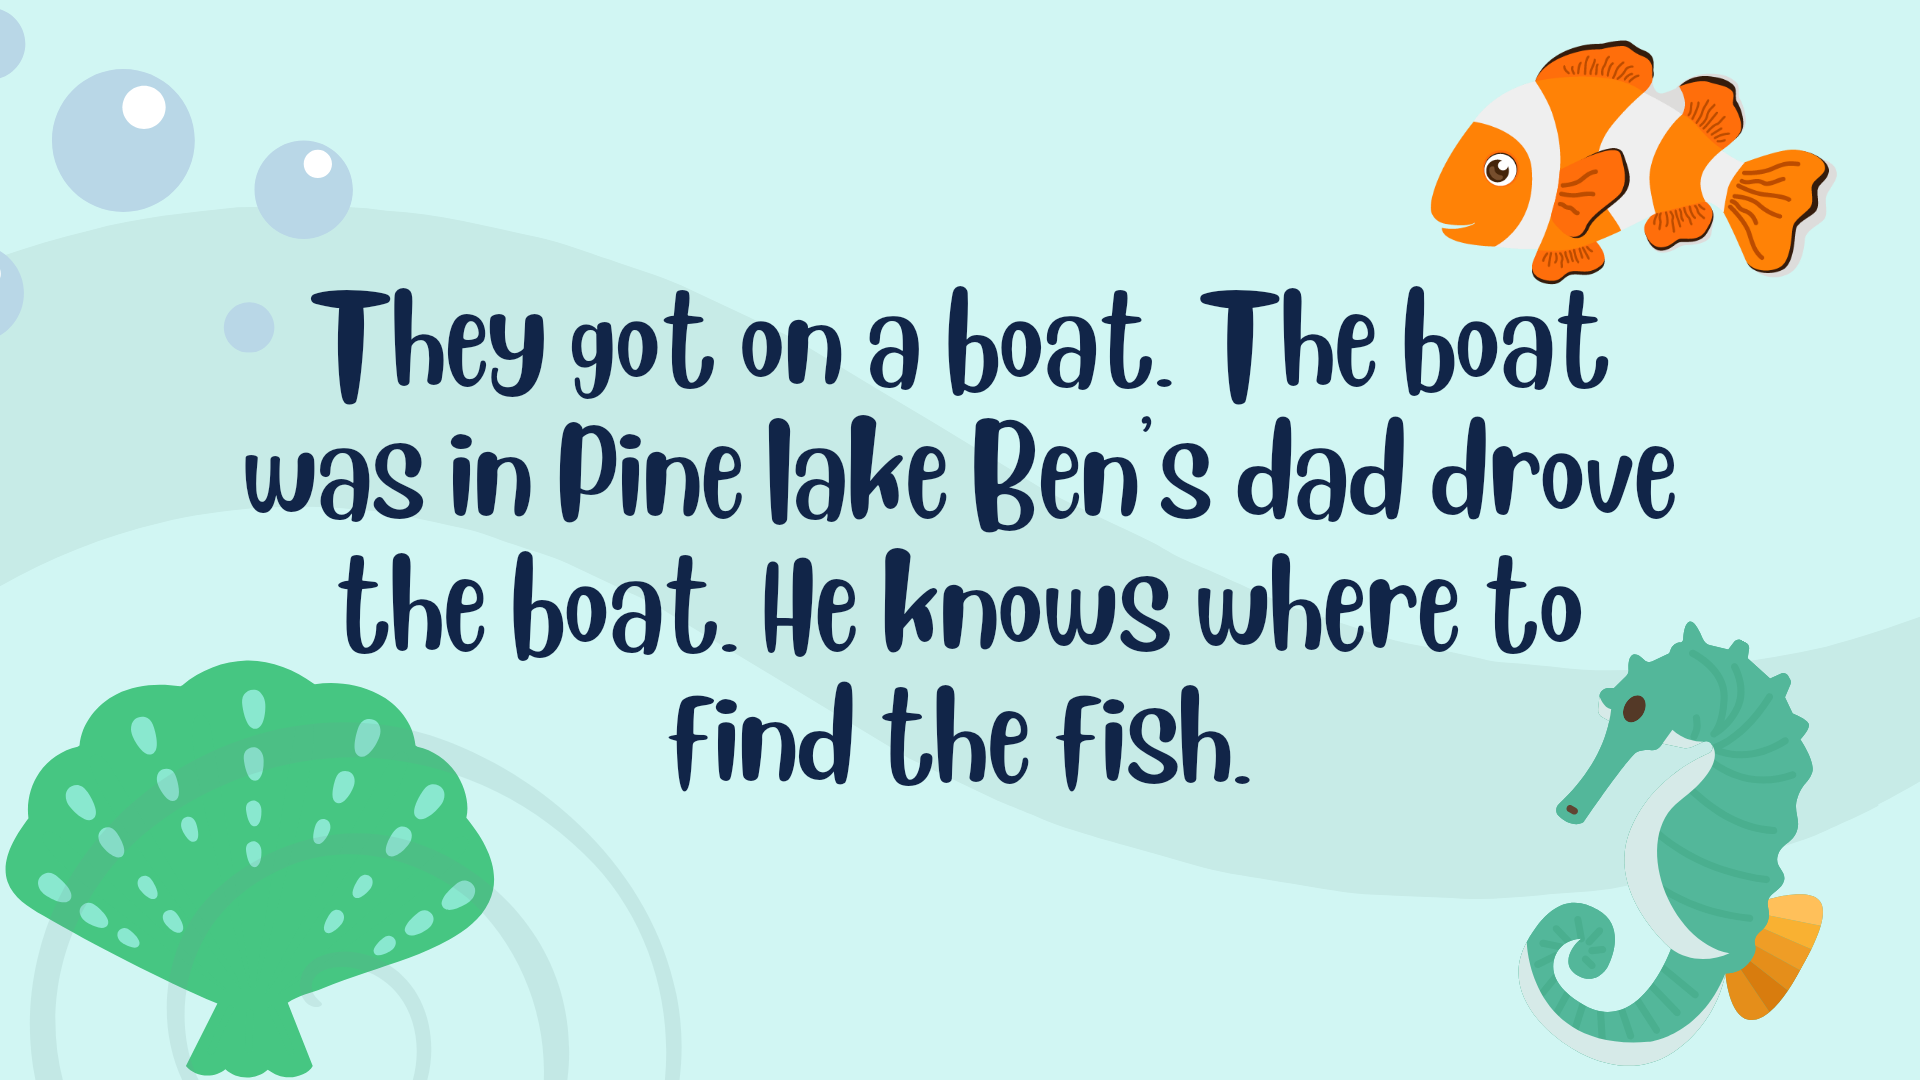 They got on a boat. The boat
was in Pine lake Ben's dad drove
the boat. He knows where to
find the fish.